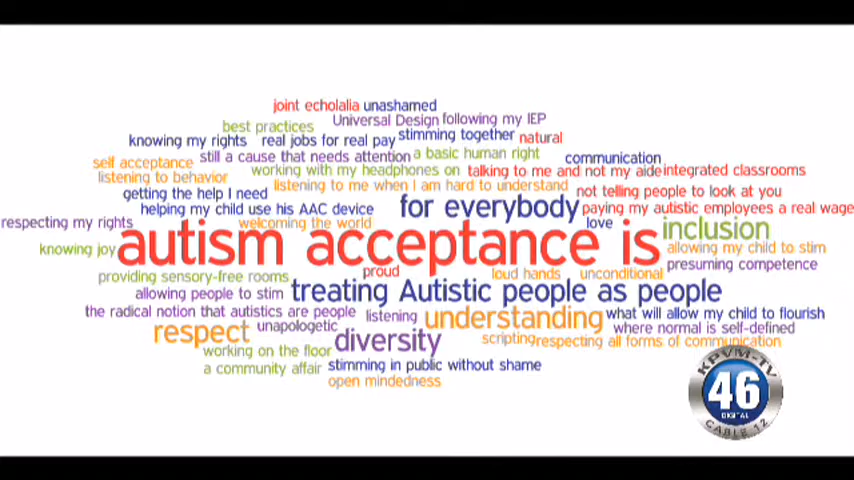 joint echolalia unashamed
best practices Universal Design following my IEP
knowing my rights real jobs for real pay stimming together natural
self acceptance still a cause that needs attention a basic human right communication
listening to behavior working with my headphones on talking to me and not my aide integrated classrooms
getting the help I need listening to me when I am hard to understand not telling people to look at you
helping my child use his AAC device for everybody paying my autistic employees a real wage
respecting my rights welcoming the world love
knowing joy autism acceptance is inclusion
allowing my child to stim
proud presuming competence
providing sensory-free rooms loud hands unconditional
allowing people to stim treating Autistic people as people
the radical notion that autistics are people listening understanding what will allow my child to flourish
respect unapologetic diversity where normal is self-defined
scripting respecting all forms of communication
working on the floor
a community affair stimming in public without shame
open mindedness
KPVM-TV
46
DIGITAL
CABLE 12